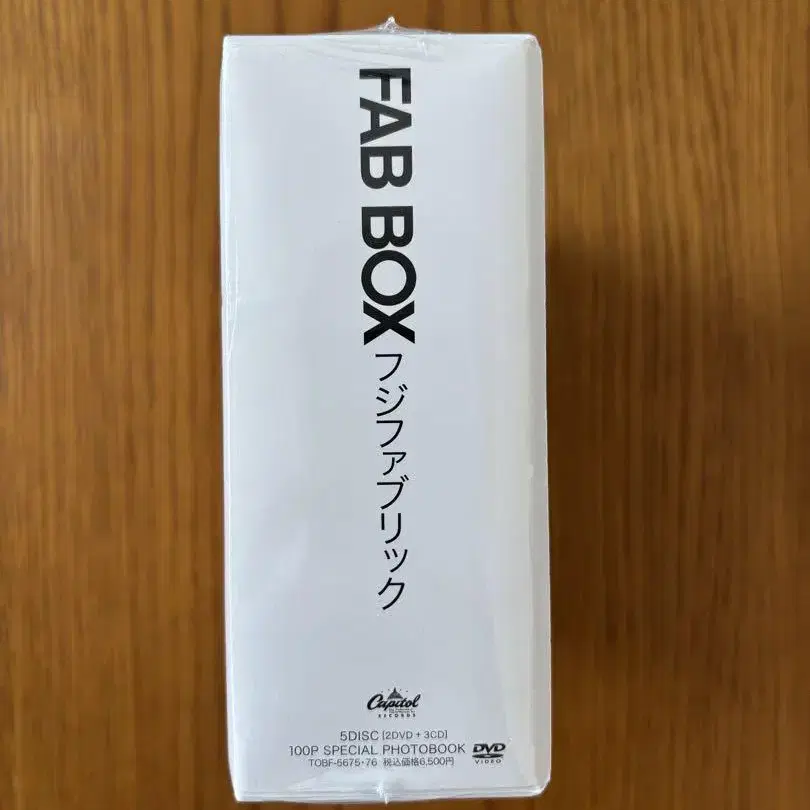 FAB BOX
フジファブリック
Capitol
RECORDS
5DISC [2DVD + 3CD]
100P SPECIAL PHOTOBOOK
DVD
VIDEO
TOBF-5675・76 税込価格6,500円